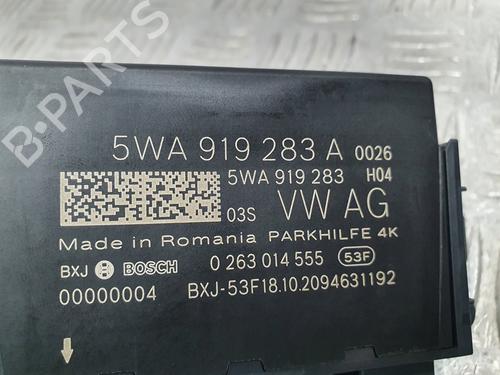 5WA 919 283 A 0026
5WA 919 283 H04
03S VW AG
Made in Romania PARKHILFE 4K
BXJ BOSCH 0 263 014 555 53F
00000004 BXJ-53F18.10.2094631192
B-PARTS